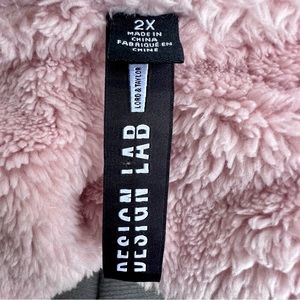 2X
MADE IN
CHINA
FABRIQUÉ EN
CHINE
LORD & TAYLOR
DESIGN LAB